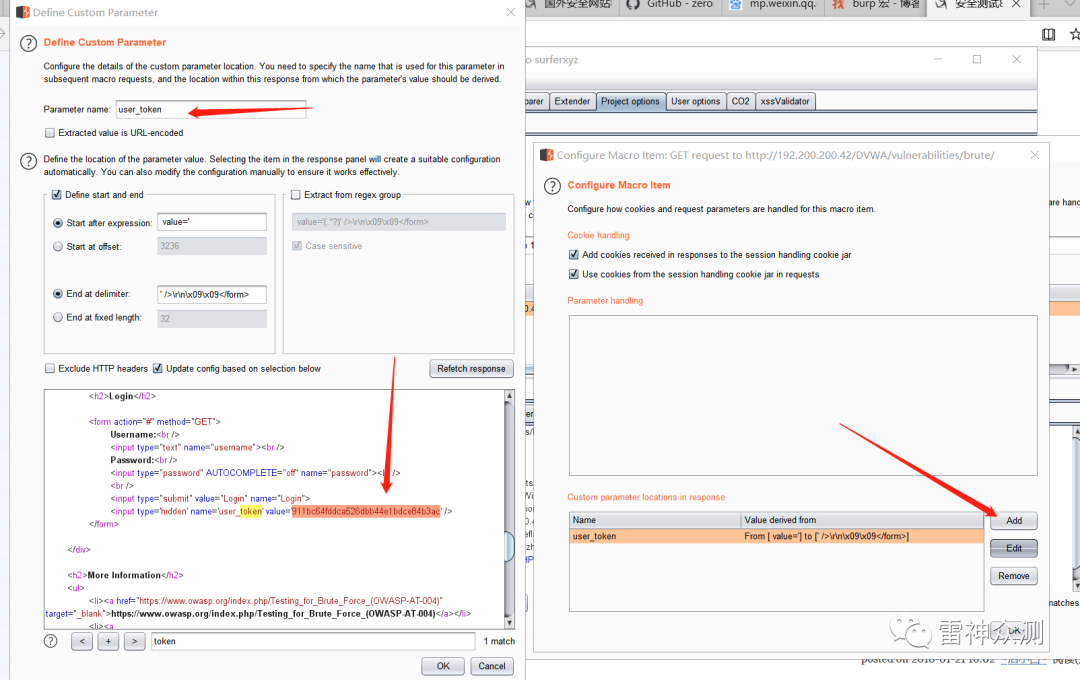 Define Custom Parameter
Define Custom Parameter
Configure the details of the custom parameter location. You need to specify the name that is used for this parameter in
subsequent macro requests, and the location within this response from which the parameter's value should be derived.
Parameter name: user_token
Extracted value is URL-encoded
Define the location of the parameter value. Selecting the item in the response panel will create a suitable configuration
automatically. You can also modify the configuration manually to ensure it works effectively.
Define start and end
Start after expression: value='
Start at offset: 3236
End at delimiter: ' />\r\n\x09\x09</form>
End at fixed length: 32
Extract from regex group
value='(.*?)' />\r\n\x09\x09</form>
Case sensitive
Exclude HTTP headers Update config based on selection below Refetch response
<h2>Login</h2>
<form action="#" method="GET">
Username:<br />
<input type="text" name="username"><br />
Password:<br />
<input type="password" AUTOCOMPLETE="off" name="password"><br />
<br />
<input type="submit" value="Login" name="Login">
<input type='hidden' name='user_token' value='911bc64fddca526dbb44e1bdce84b3ac' />
</form>
</div>
<h2>More Information</h2>
<ul>
<li><a href="https://www.owasp.org/index.php/Testing_for_Brute_Force_(OWASP-AT-004)"
target="_blank">https://www.owasp.org/index.php/Testing_for_Brute_Force_(OWASP-AT-004)</a></li>
<li><a
< + > token 1 match
OK Cancel
国外安全网站 GitHub - zero mp.weixin.qq. burp 宏 - 博客 安全测试
o surferxyz
parer Extender Project options User options CO2 xssValidator
Configure Macro Item: GET request to http://192.200.200.42/DVWA/vulnerabilities/brute/
Configure Macro Item
Configure how cookies and request parameters are handled for this macro item.
Cookie handling
Add cookies received in responses to the session handling cookie jar
Use cookies from the session handling cookie jar in requests
Parameter handling
Custom parameter locations in response
Name Value derived from
user_token From [ value='] to [' />\r\n\x09\x09</form>]
Add
Edit
Remove
OK
are hand
matches
雷神众测
posted on 2018-01-21 16:02